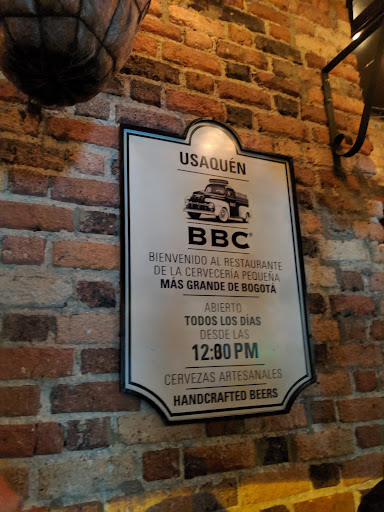 USAQUÉN
BBC®
BIENVENIDO AL RESTAURANTE
DE LA CERVECERÍA PEQUEÑA
MÁS GRANDE DE BOGOTÁ
ABIERTO
TODOS LOS DÍAS
DESDE LAS
12:00 PM
CERVEZAS ARTESANALES
HANDCRAFTED BEERS